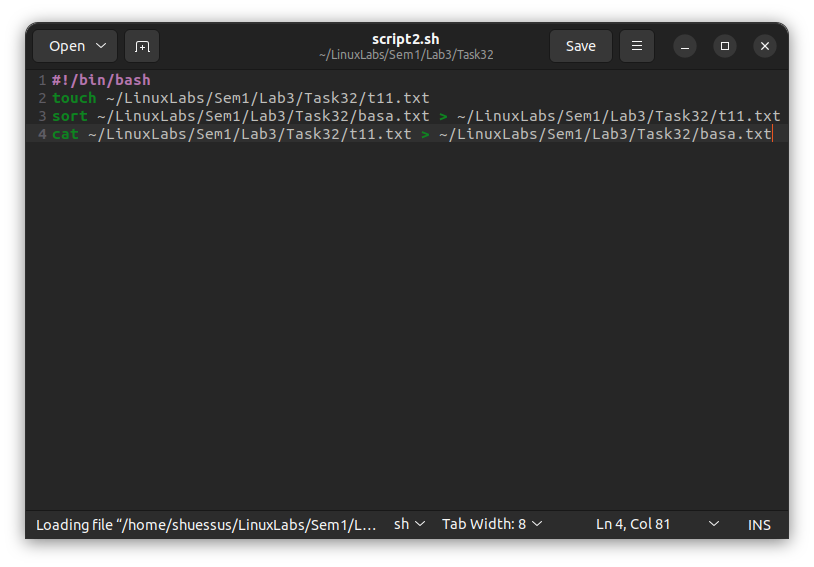 Open
script2.sh
~/LinuxLabs/Sem1/Lab3/Task32
Save
1 #!/bin/bash
2 touch ~/LinuxLabs/Sem1/Lab3/Task32/t11.txt
3 sort ~/LinuxLabs/Sem1/Lab3/Task32/basa.txt > ~/LinuxLabs/Sem1/Lab3/Task32/t11.txt
4 cat ~/LinuxLabs/Sem1/Lab3/Task32/t11.txt > ~/LinuxLabs/Sem1/Lab3/Task32/basa.txt
Loading file “/home/shuessus/LinuxLabs/Sem1/L… sh Tab Width: 8 Ln 4, Col 81 INS